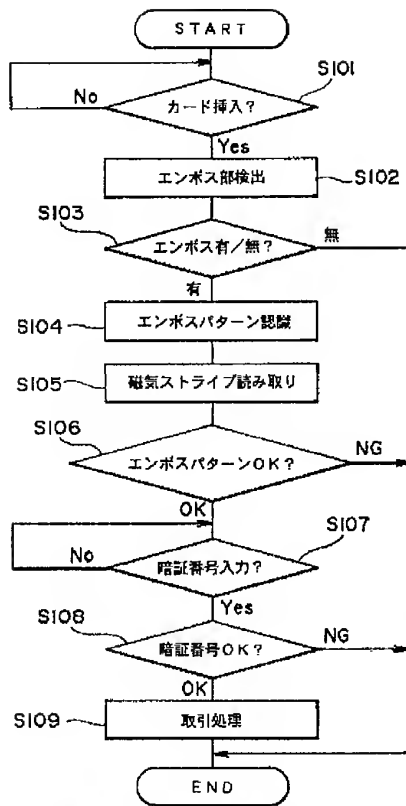 START
S101
No
カード挿入?
Yes
エンボス部検出
S102
S103
エンボス有/無?
無
有
S104
エンボスパターン認識
S105
磁気ストライプ読み取り
S106
エンボスパターンOK?
NG
OK
S107
No
暗証番号入力?
Yes
S108
暗証番号OK?
NG
OK
S109
取引処理
END